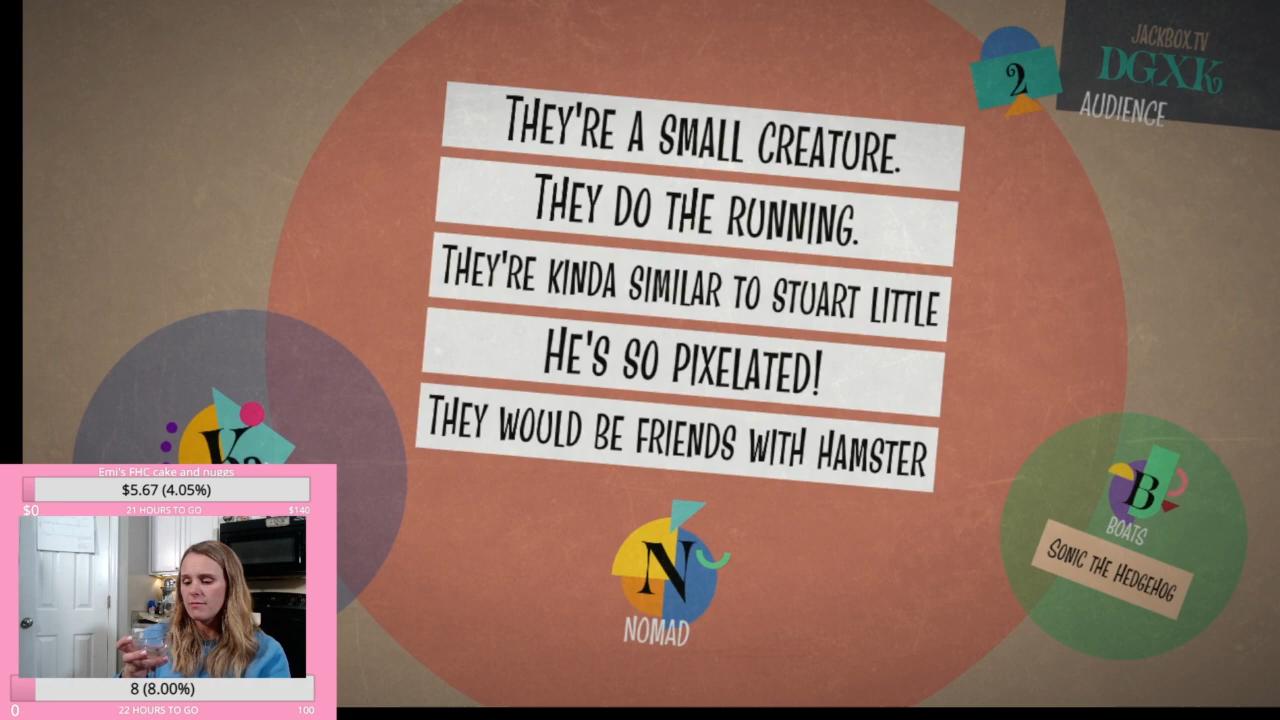 THEY'RE A SMALL CREATURE.
THEY DO THE RUNNING.
THEY'RE KINDA SIMILAR TO STUART LITTLE
HE'S SO PIXELATED!
THEY WOULD BE FRIENDS WITH HAMSTER
2
JACKBOX.TV
DGXK
AUDIENCE
N
NOMAD
B
BOATS
SONIC THE HEDGEHOG
Emi's FHC cake and nuggs
$5.67 (4.05%)
$0 21 HOURS TO GO $140
8 (8.00%)
0 22 HOURS TO GO 100